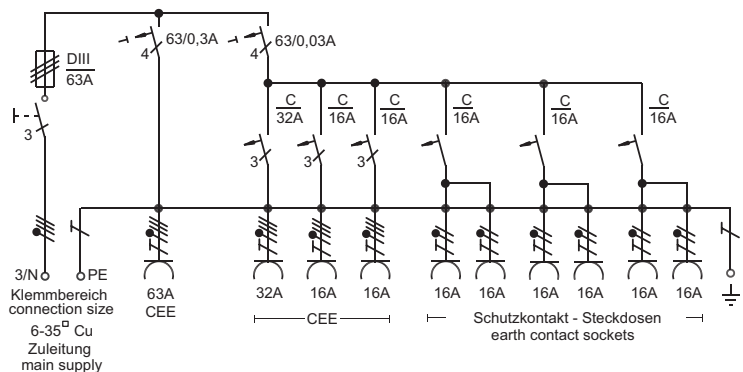 63/0,3A
63/0,03A
4
4
DIII
63A
C
32A
C
16A
C
16A
C
16A
C
16A
C
16A
3
3
3
3
3/N
PE
63A
CEE
32A
16A
16A
16A
16A
16A
16A
16A
16A
Klemmbereich
connection size
6-35□ Cu
Zuleitung
main supply
CEE
Schutzkontakt - Steckdosen
earth contact sockets